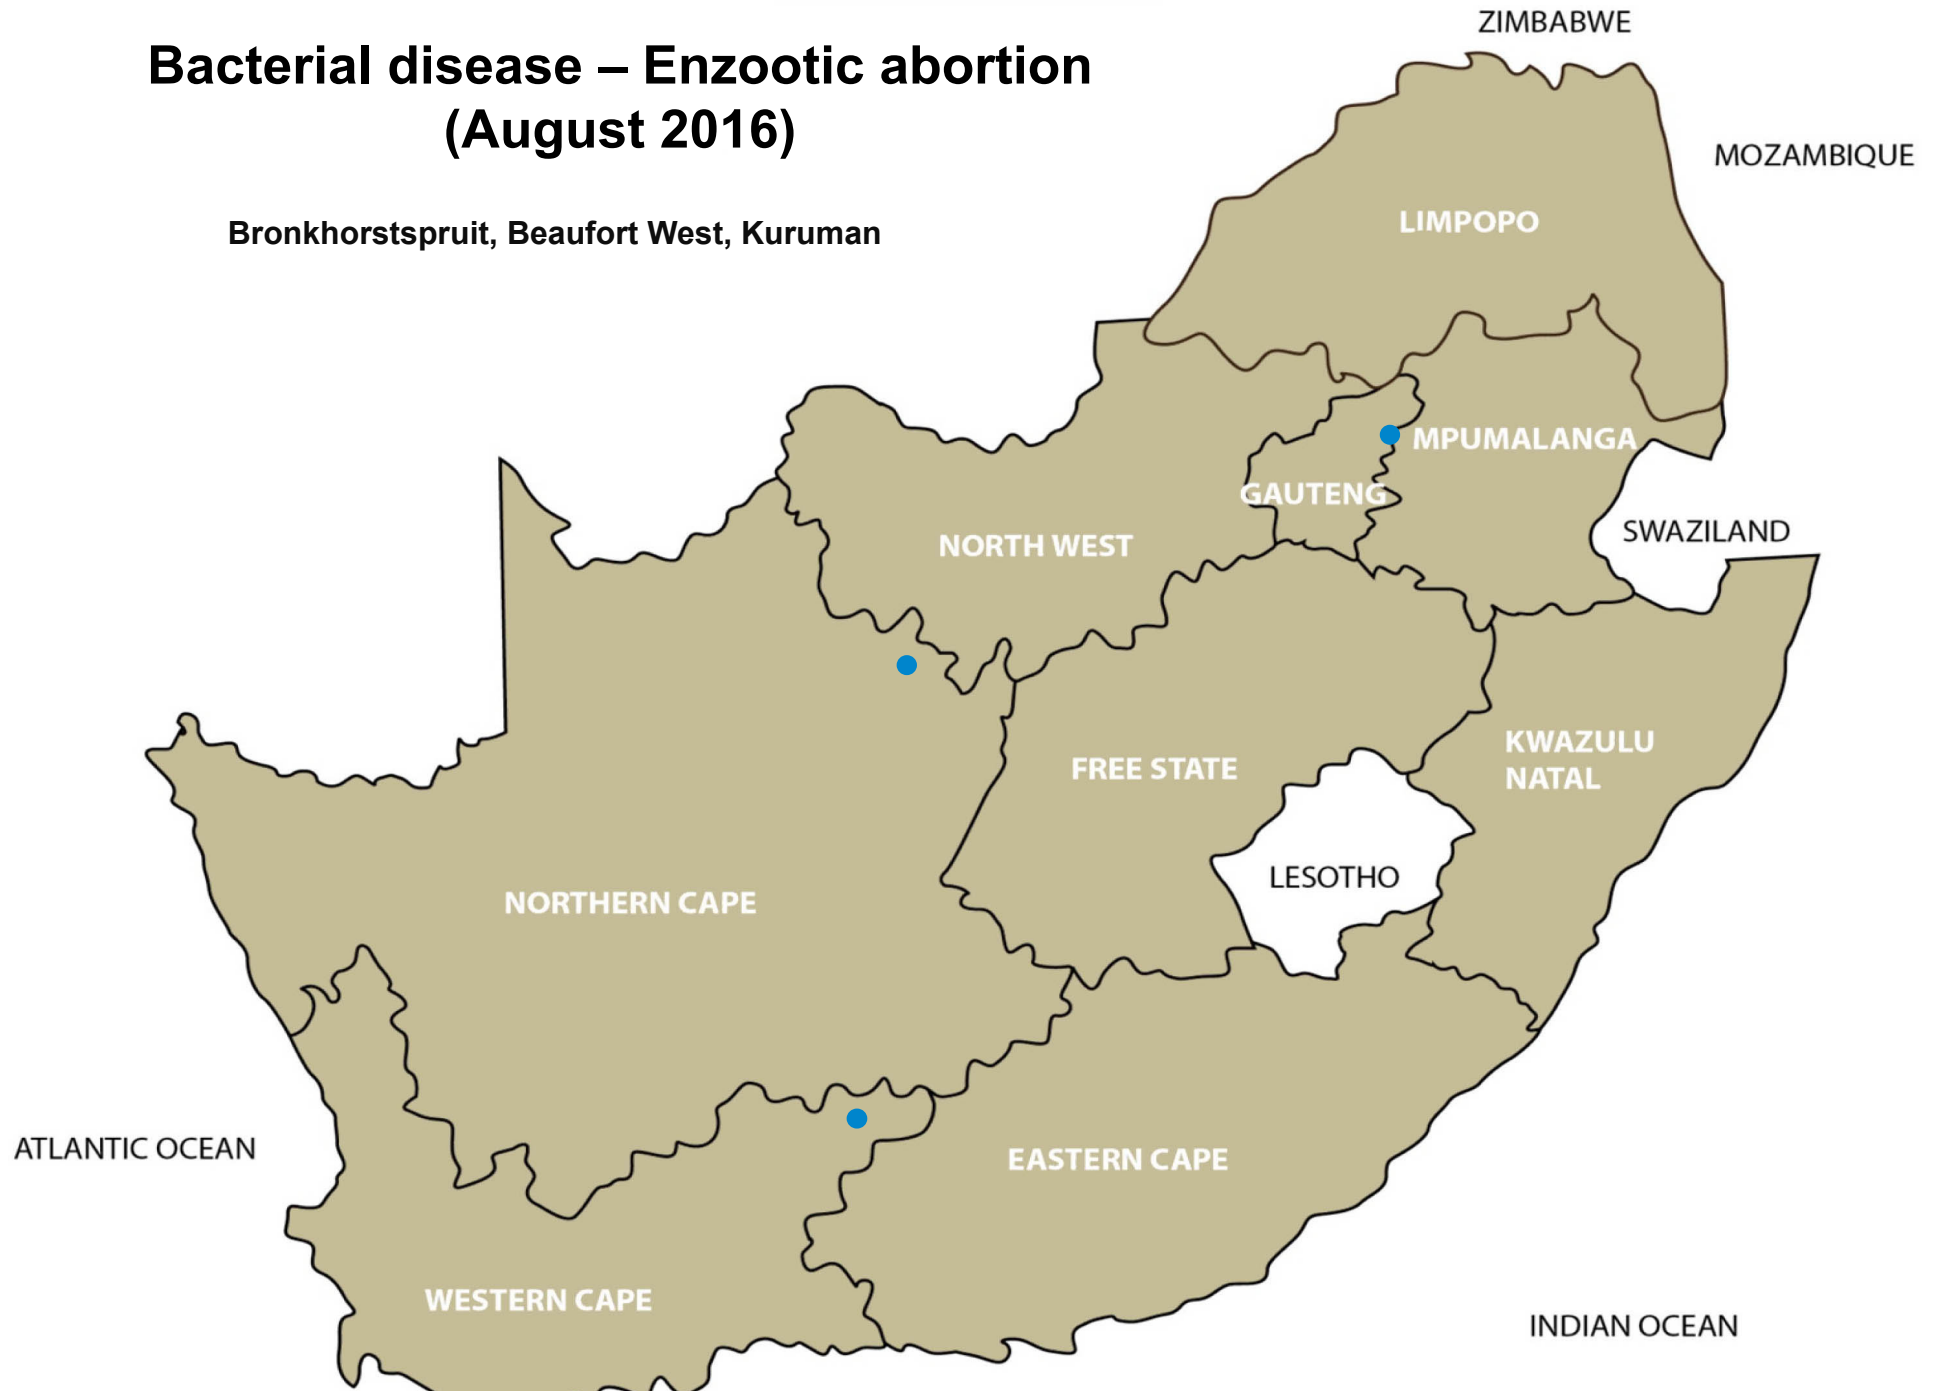 Bacterial disease – Enzootic abortion
(August 2016)
Bronkhorstspruit, Beaufort West, Kuruman
ZIMBABWE
MOZAMBIQUE
LIMPOPO
MPUMALANGA
GAUTENG
SWAZILAND
NORTH WEST
KWAZULU
NATAL
FREE STATE
LESOTHO
NORTHERN CAPE
ATLANTIC OCEAN
EASTERN CAPE
WESTERN CAPE
INDIAN OCEAN